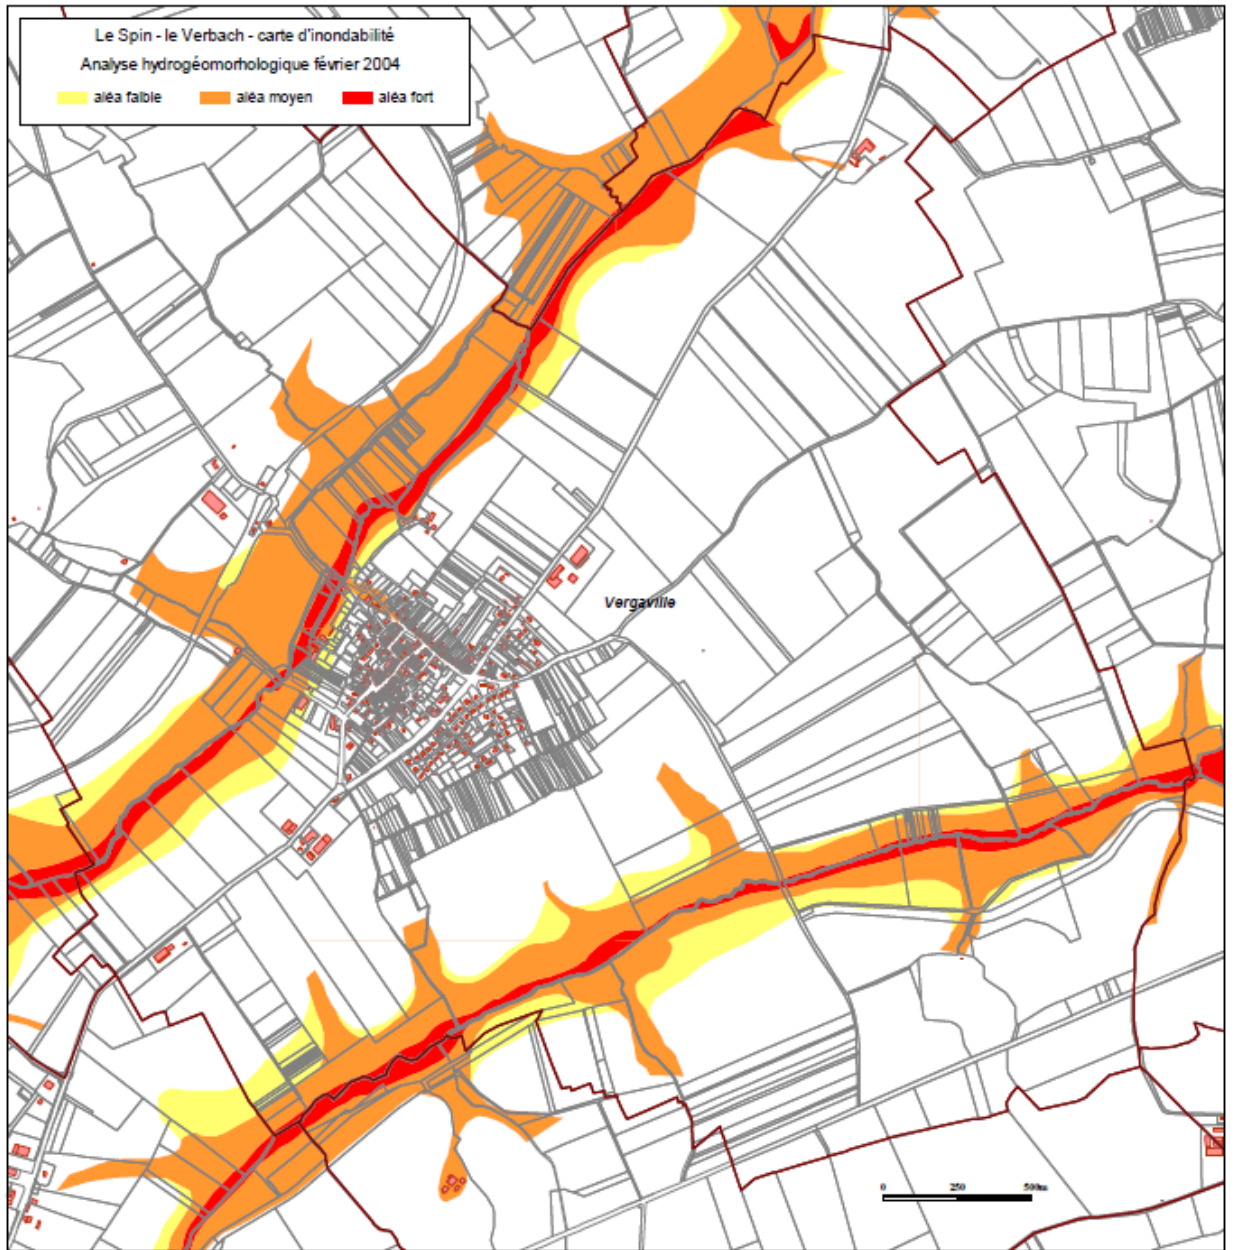 Le Spin - le Verbach - carte d'inondabilité
Analyse hydrogéomorhologique février 2004
aléa faible aléa moyen aléa fort
Vergaville
0 250 500m